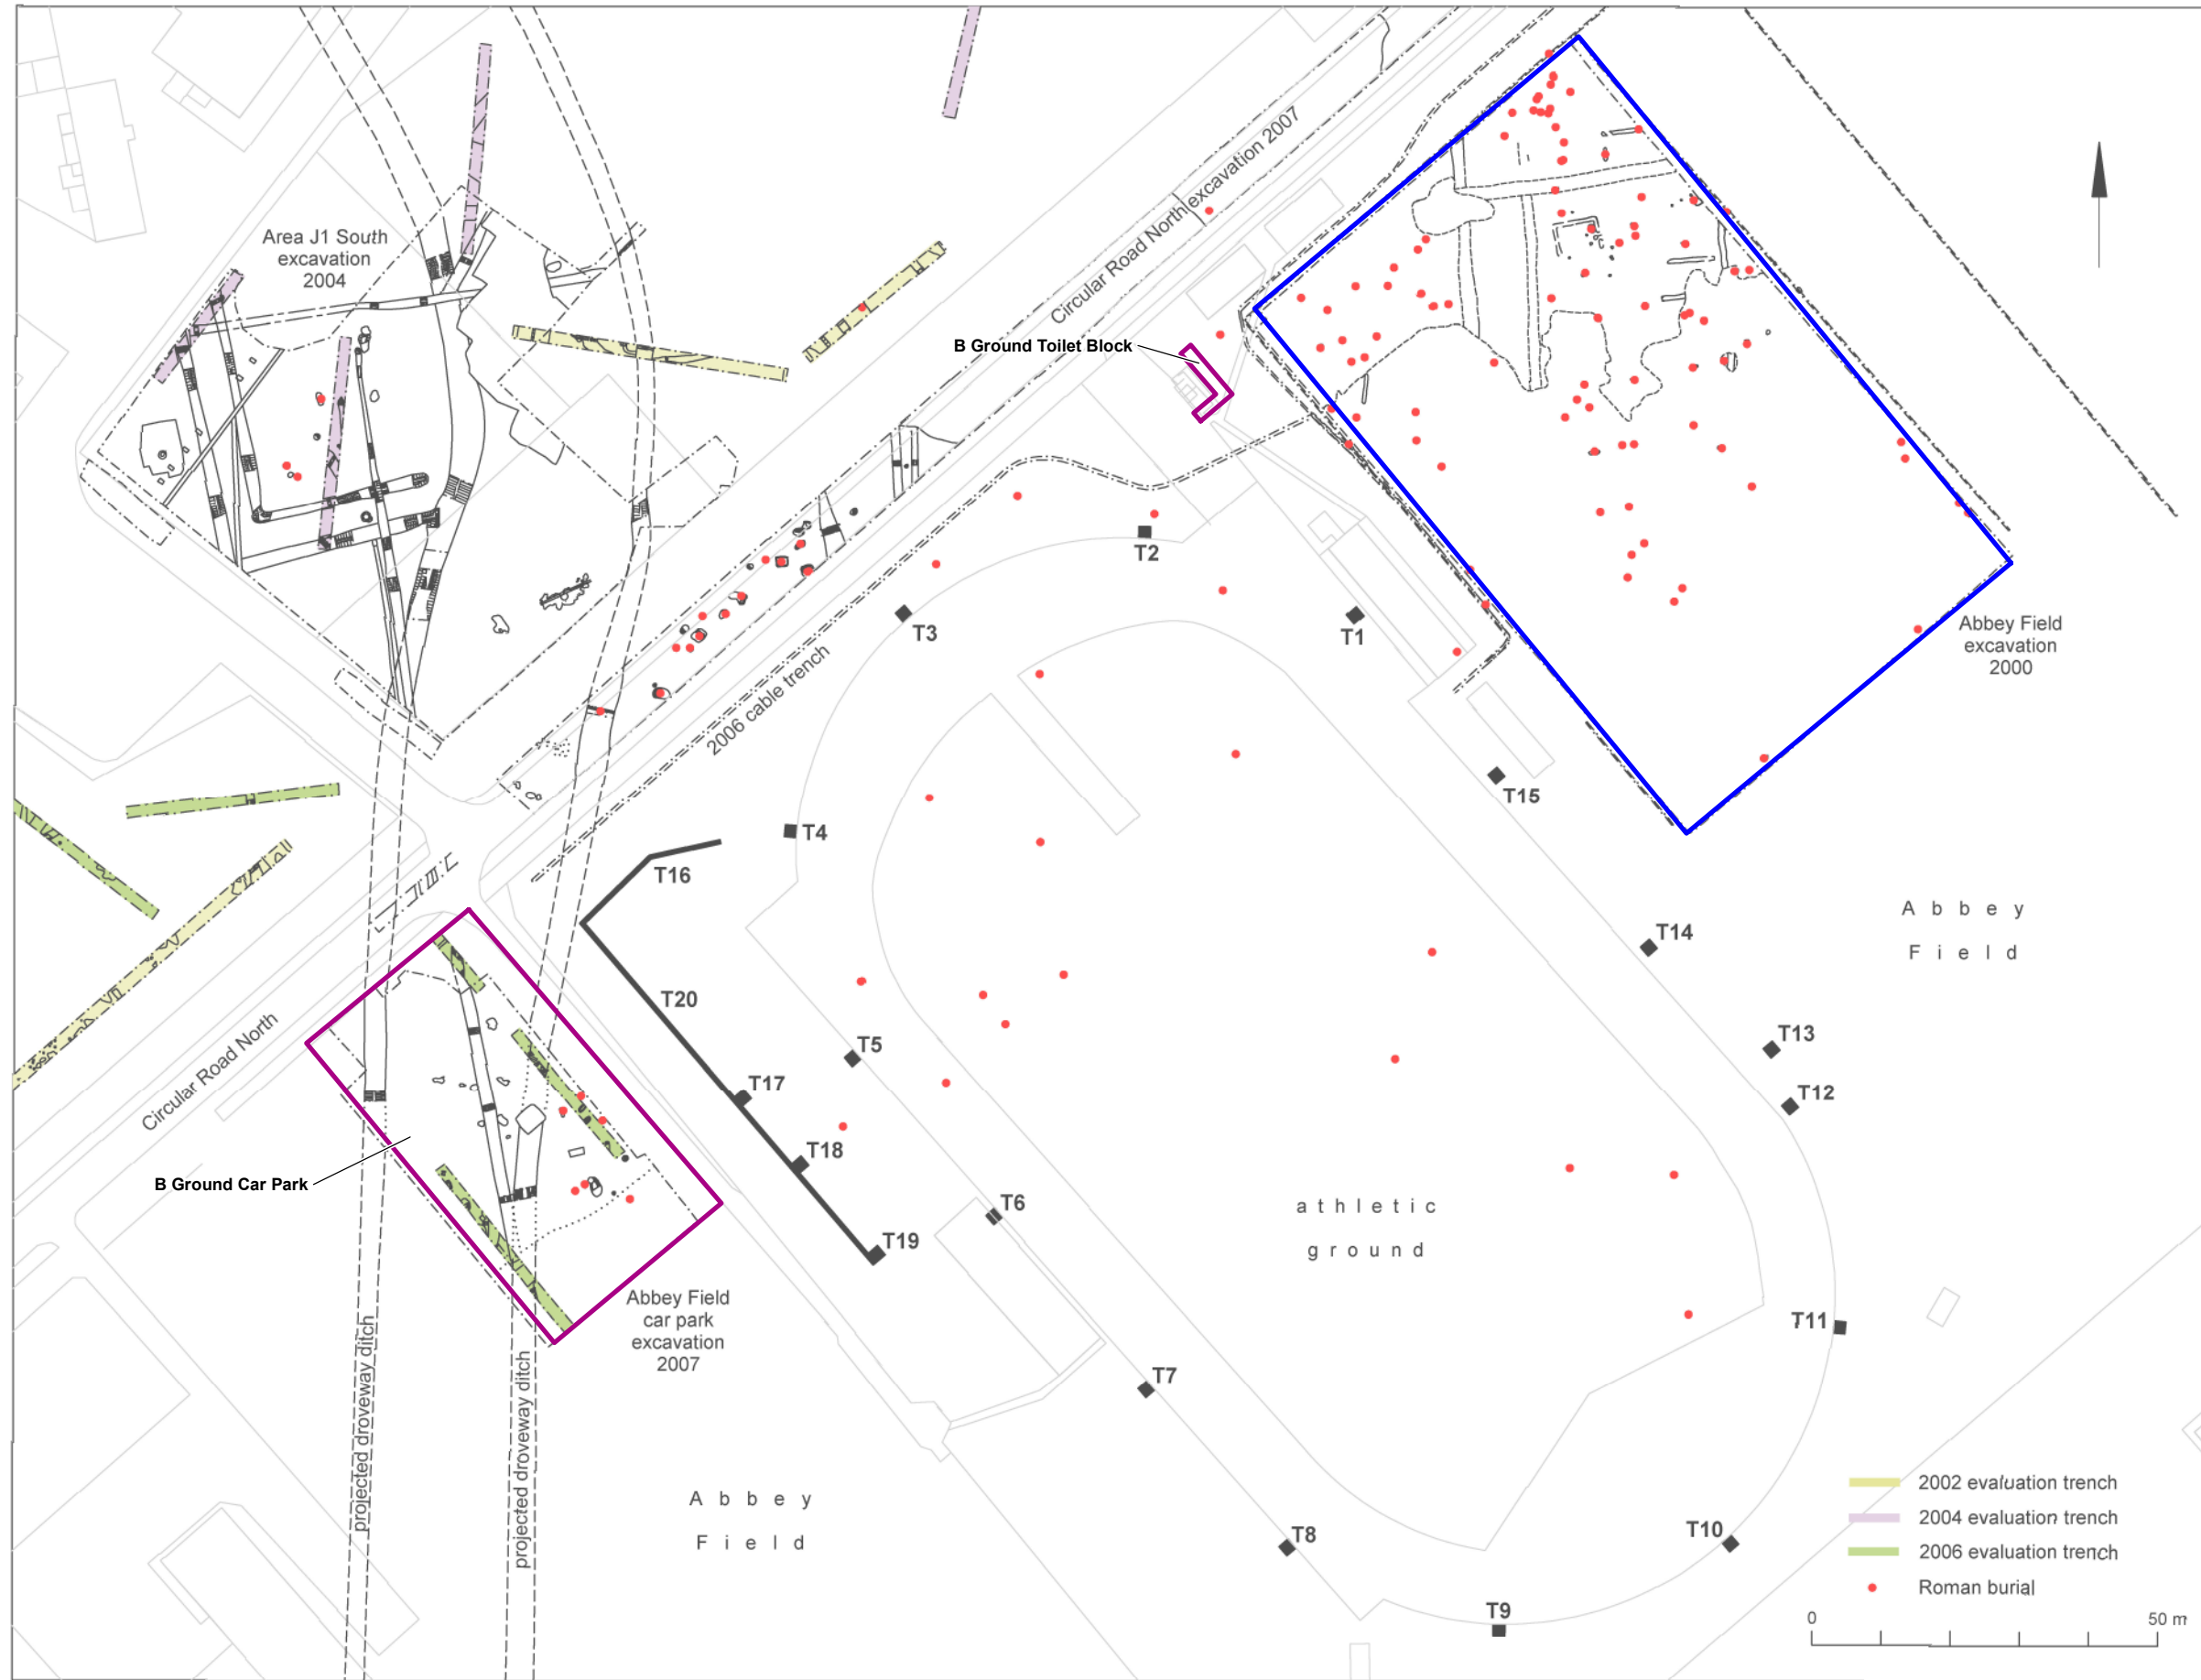 Area J1 South
excavation
2004
Circular Road North excavation 2007
B Ground Toilet Block
T2
T3
T1
Abbey Field
excavation
2000
2006 cable trench
T15
T4
T16
Abbey
Field
T14
T20
T5
T13
Circular Road North
T17
T12
T18
B Ground Car Park
T6
athletic
ground
T19
Abbey Field
car park
excavation
2007
T11
projected droveway ditch
projected droveway ditch
T7
Abbey
Field
T8
T10
T9
2002 evaluation trench
2004 evaluation trench
2006 evaluation trench
Roman burial
0 50 m